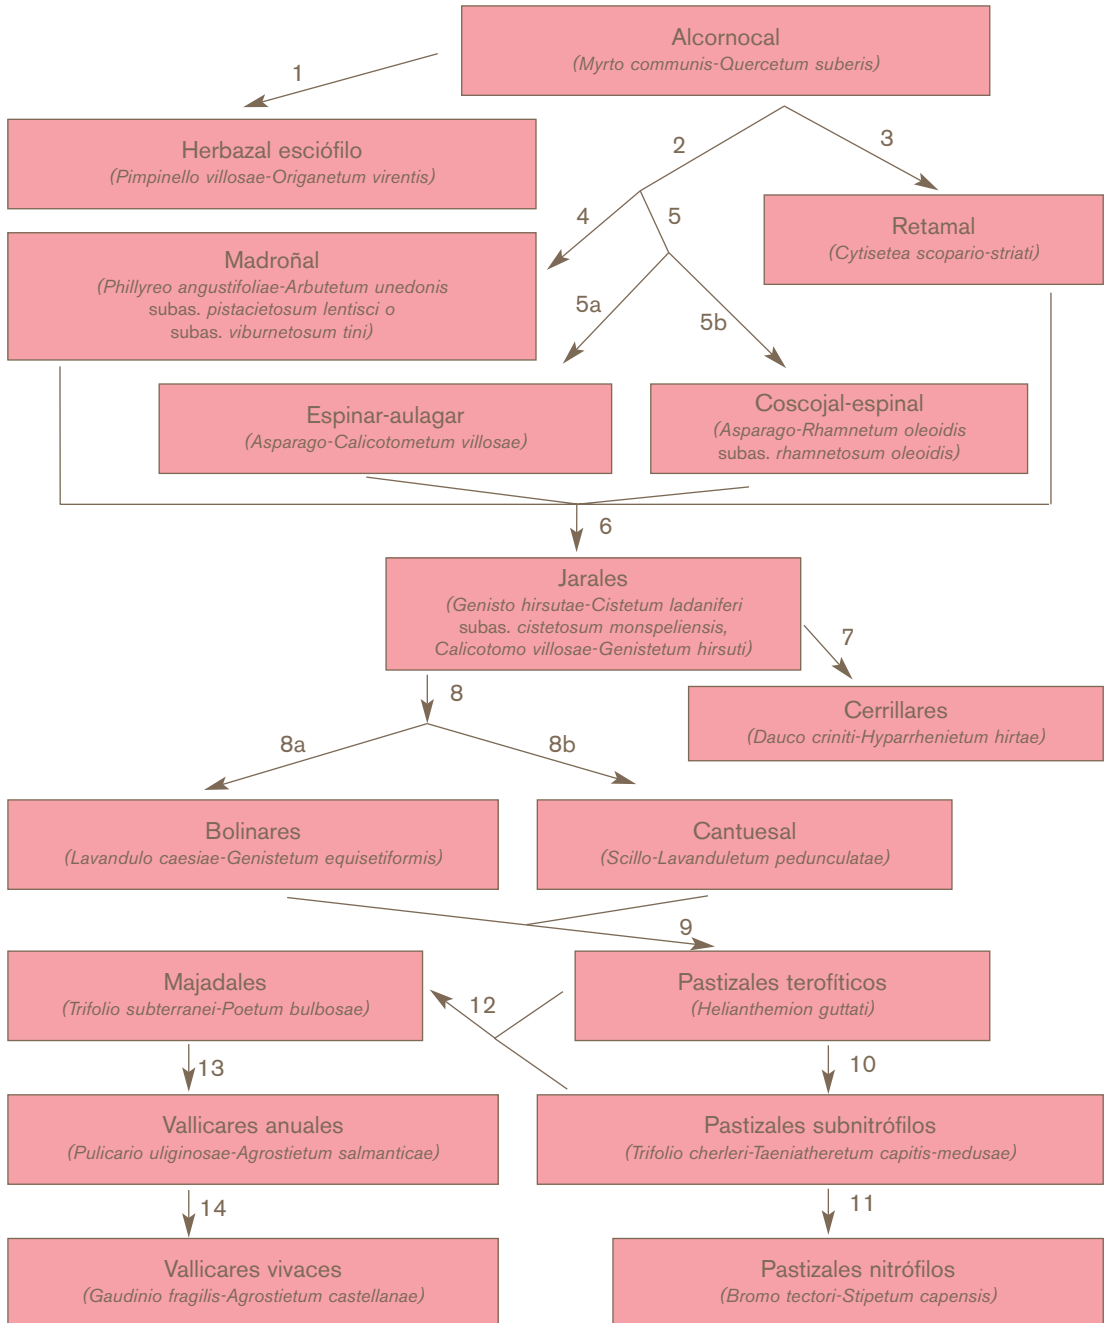 Alcornocal
(Myrto communis-Quercetum suberis)
1
Herbazal esciófilo
(Pimpinello villosae-Origanetum virentis)
2
3
4
5
Retamal
(Cytisetea scopario-striati)
Madroñal
(Phillyreo angustifoliae-Arbutetum unedonis
subas. pistacietosum lentisci o
subas. viburnetosum tini)
5a
5b
Espinar-aulagar
(Asparago-Calicotometum villosae)
Coscojal-espinal
(Asparago-Rhamnetum oleoidis
subas. rhamnetosum oleoidis)
6
Jarales
(Genisto hirsutae-Cistetum ladaniferi
subas. cistetosum monspeliensis,
Calicotomo villosae-Genistetum hirsuti)
7
Cerrillares
(Dauco criniti-Hyparrhenietum hirtae)
8
8a
8b
Bolinares
(Lavandulo caesiae-Genistetum equisetiformis)
Cantuesal
(Scillo-Lavanduletum pedunculatae)
9
Majadales
(Trifolio subterranei-Poetum bulbosae)
12
Pastizales terofíticos
(Helianthemion guttati)
13
10
Vallicares anuales
(Pulicario uliginosae-Agrostietum salmanticae)
Pastizales subnitrófilos
(Trifolio cherleri-Taeniatheretum capitis-medusae)
14
11
Vallicares vivaces
(Gaudinio fragilis-Agrostietum castellanae)
Pastizales nitrófilos
(Bromo tectori-Stipetum capensis)